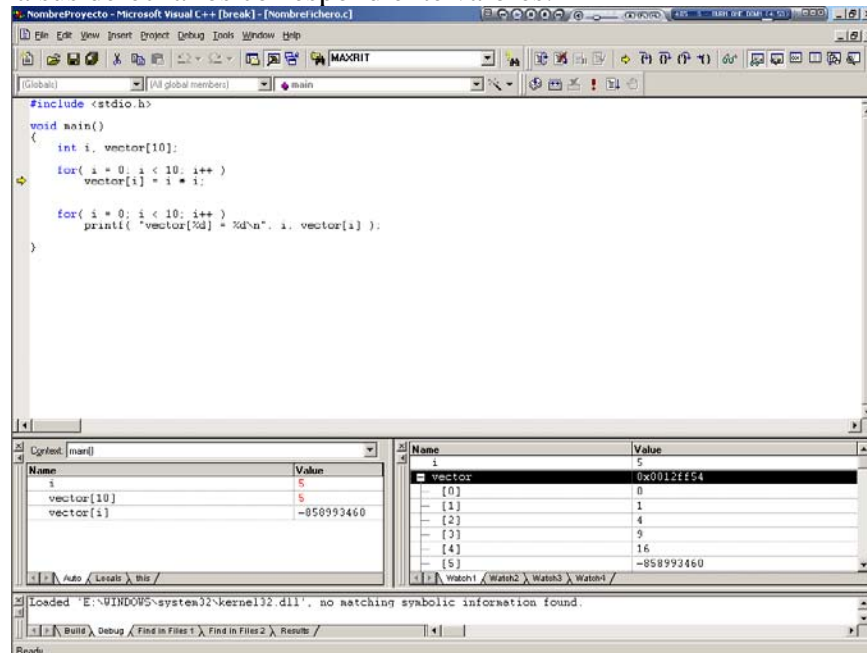 NombreProyecto - Microsoft Visual C++ [break] - [NombreFichero.c]
File Edit View Insert Project Debug Tools Window Help
MAXRIT
(Globals) (All global members) main
#include <stdio.h>
void main()
{
int i, vector[10];
for( i = 0; i < 10; i++ )
vector[i] = i * i;
for( i = 0; i < 10; i++ )
printf( "vector[%d] = %d\n", i, vector[i] );
}
Context: main()
Name Value
i 5
vector[10] 5
vector[i] -858993460
Auto Locals this
Name Value
i 5
vector 0x0012ff54
[0] 0
[1] 1
[2] 4
[3] 9
[4] 16
[5] -858993460
Watch1 Watch2 Watch3 Watch4
Loaded 'E:\WINDOWS\system32\kernel32.dll', no matching symbolic information found.
Build Debug Find in Files 1 Find in Files 2 Results
Ready